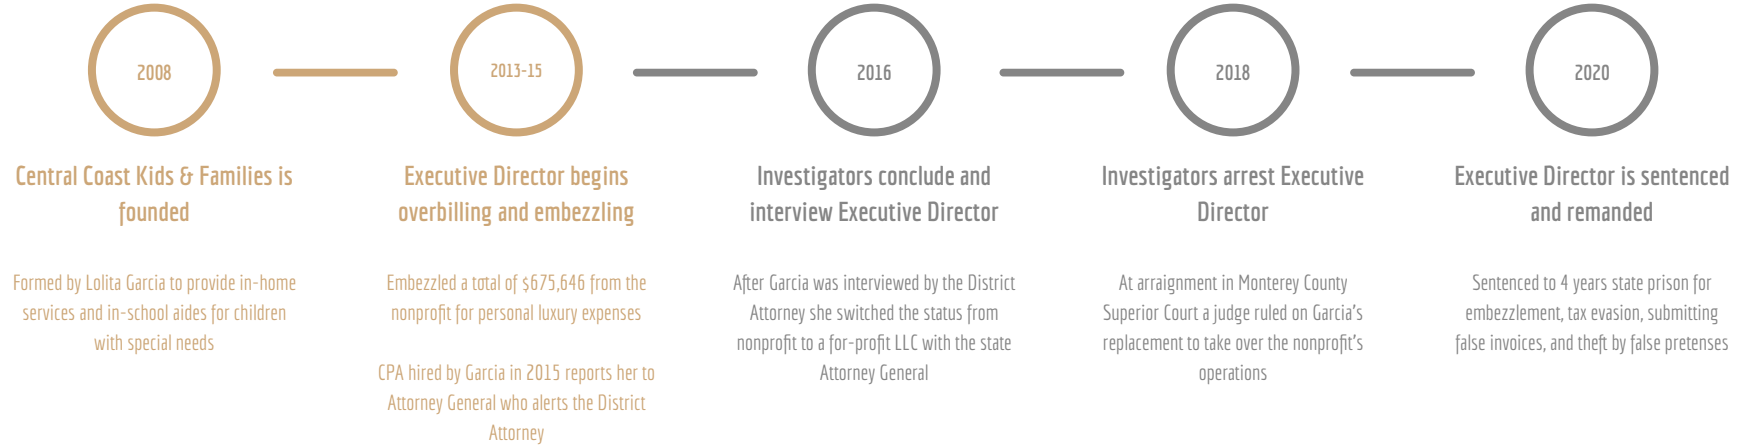 2008
Central Coast Kids & Families is
founded
Formed by Lolita Garcia to provide in-home
services and in-school aides for children
with special needs
2013-15
Executive Director begins
overbilling and embezzling
Embezzled a total of $675,646 from the
nonprofit for personal luxury expenses
CPA hired by Garcia in 2015 reports her to
Attorney General who alerts the District
Attorney
2016
Investigators conclude and
interview Executive Director
After Garcia was interviewed by the District
Attorney she switched the status from
nonprofit to a for-profit LLC with the state
Attorney General
2018
Investigators arrest Executive
Director
At arraignment in Monterey County
Superior Court a judge ruled on Garcia's
replacement to take over the nonprofit's
operations
2020
Executive Director is sentenced
and remanded
Sentenced to 4 years state prison for
embezzlement, tax evasion, submitting
false invoices, and theft by false pretenses